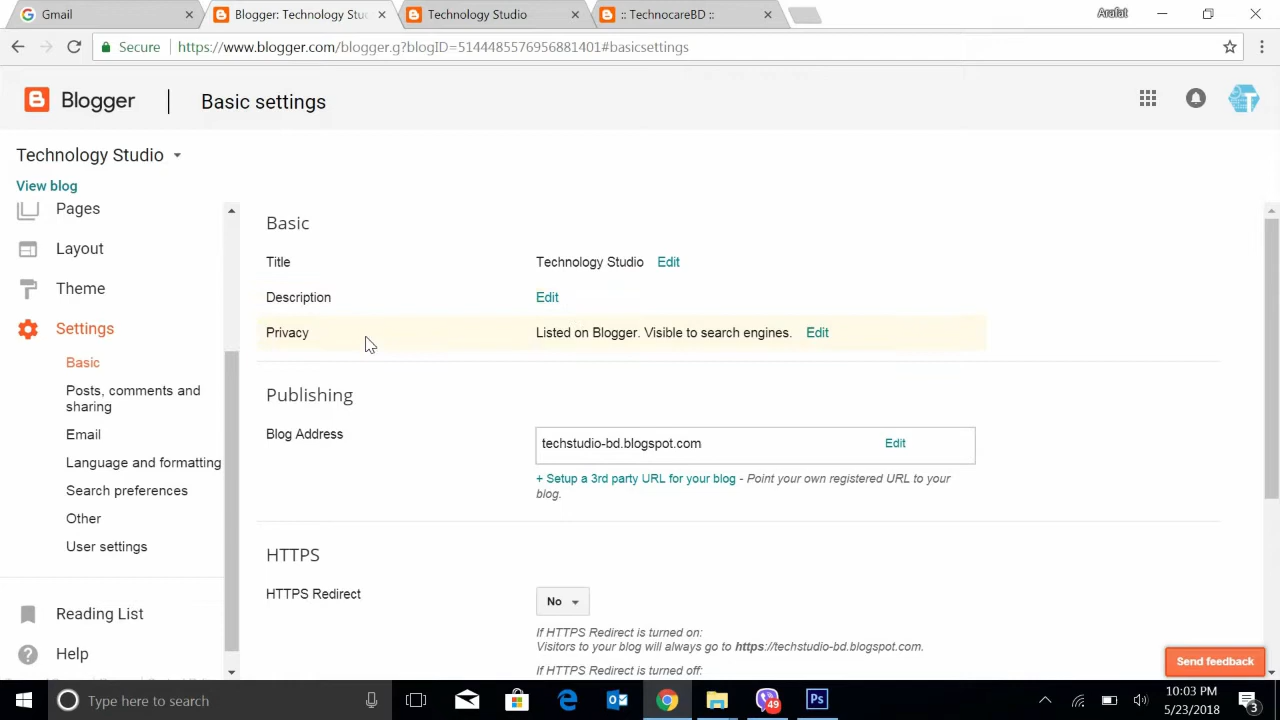 Gmail
Blogger: Technology Stu
Technology Studio
:: TechnocareBD ::
Arafat
Secure
https://www.blogger.com/blogger.g?blogID=5144485576956881401#basicsettings
Blogger
Basic settings
Technology Studio
View blog
Pages
Layout
Theme
Settings
Basic
Posts, comments and
sharing
Email
Language and formatting
Search preferences
Other
User settings
Reading List
Help
Basic
Title
Technology Studio Edit
Description
Edit
Privacy
Listed on Blogger. Visible to search engines. Edit
Publishing
Blog Address
techstudio-bd.blogspot.com Edit
+ Setup a 3rd party URL for your blog - Point your own registered URL to your
blog.
HTTPS
HTTPS Redirect
No
If HTTPS Redirect is turned on:
Visitors to your blog will always go to https://techstudio-bd.blogspot.com.
If HTTPS Redirect is turned off:
Send feedback
Type here to search
49
Ps
10:03 PM
5/23/2018
3